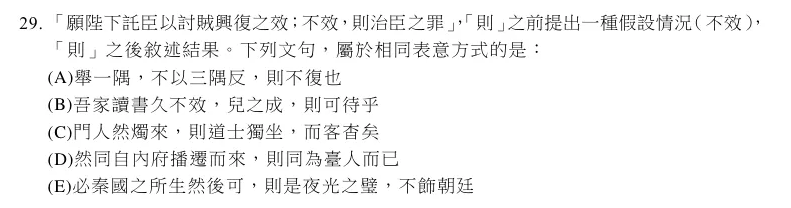 29.「願陛下託臣以討賊興復之效；不效，則治臣之罪」，「則」之前提出一種假設情況（不效），
「則」之後敘述結果。下列文句，屬於相同表意方式的是：
(A)舉一隅，不以三隅反，則不復也
(B)吾家讀書久不效，兒之成，則可待乎
(C)門人然燭來，則道士獨坐，而客杳矣
(D)然同自內府播遷而來，則同為臺人而已
(E)必秦國之所生然後可，則是夜光之璧，不飾朝廷